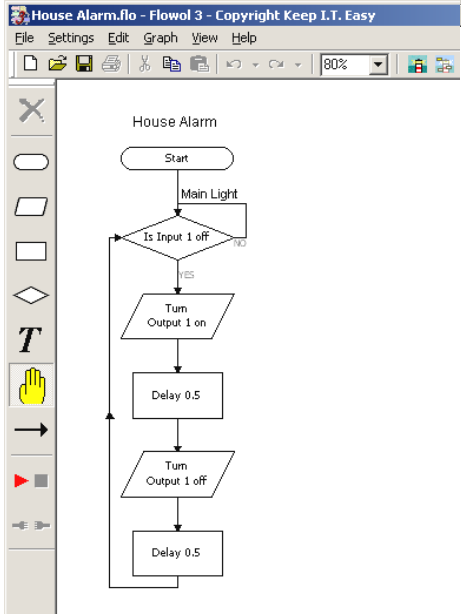 House Alarm.flo - Flowol 3 - Copyright Keep I.T. Easy
File Settings Edit Graph View Help
80%
House Alarm
Start
Main Light
Is Input 1 off
NO
YES
Turn
Output 1 on
Delay 0.5
Turn
Output 1 off
Delay 0.5
T